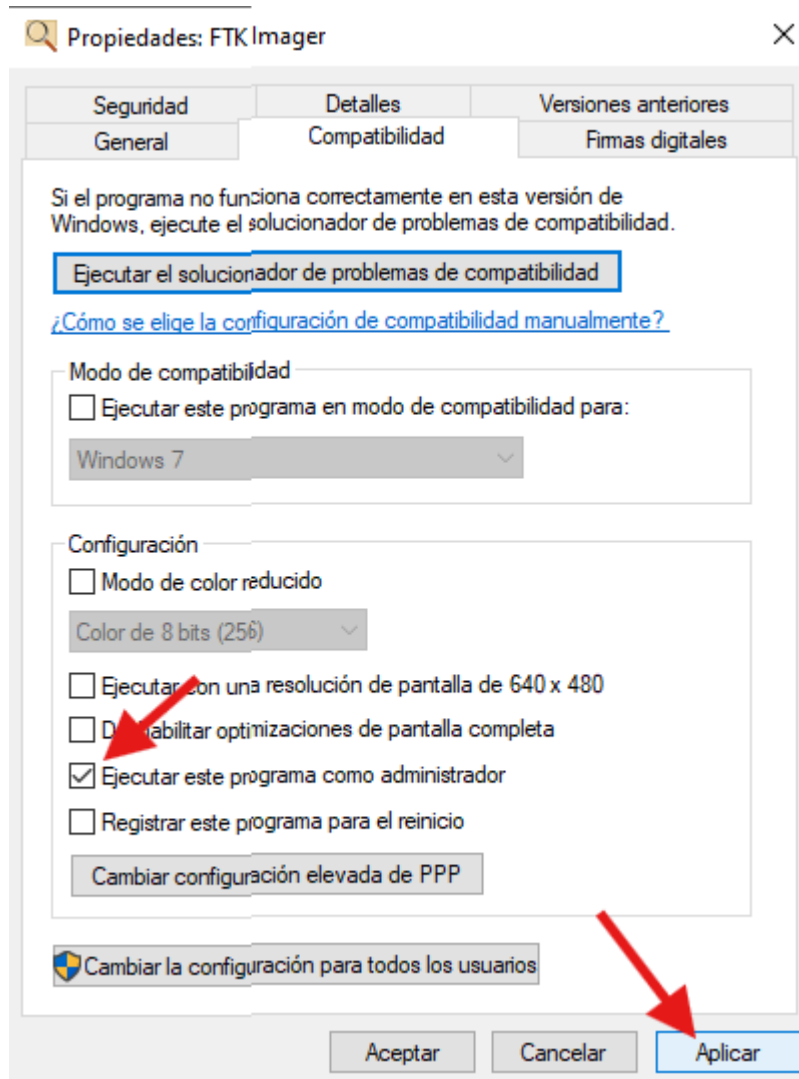 Propiedades: FTK Imager
Seguridad Detalles Versiones anteriores
General Compatibilidad Firmas digitales
Si el programa no funciona correctamente en esta versión de
Windows, ejecute el solucionador de problemas de compatibilidad.
Ejecutar el solucionador de problemas de compatibilidad
¿Cómo se elige la configuración de compatibilidad manualmente?
Modo de compatibilidad
Ejecutar este programa en modo de compatibilidad para:
Windows 7
Configuración
Modo de color reducido
Color de 8 bits (256)
Ejecutar con una resolución de pantalla de 640 x 480
Deshabilitar optimizaciones de pantalla completa
Ejecutar este programa como administrador
Registrar este programa para el reinicio
Cambiar configuración elevada de PPP
Cambiar la configuración para todos los usuarios
Aceptar Cancelar Aplicar